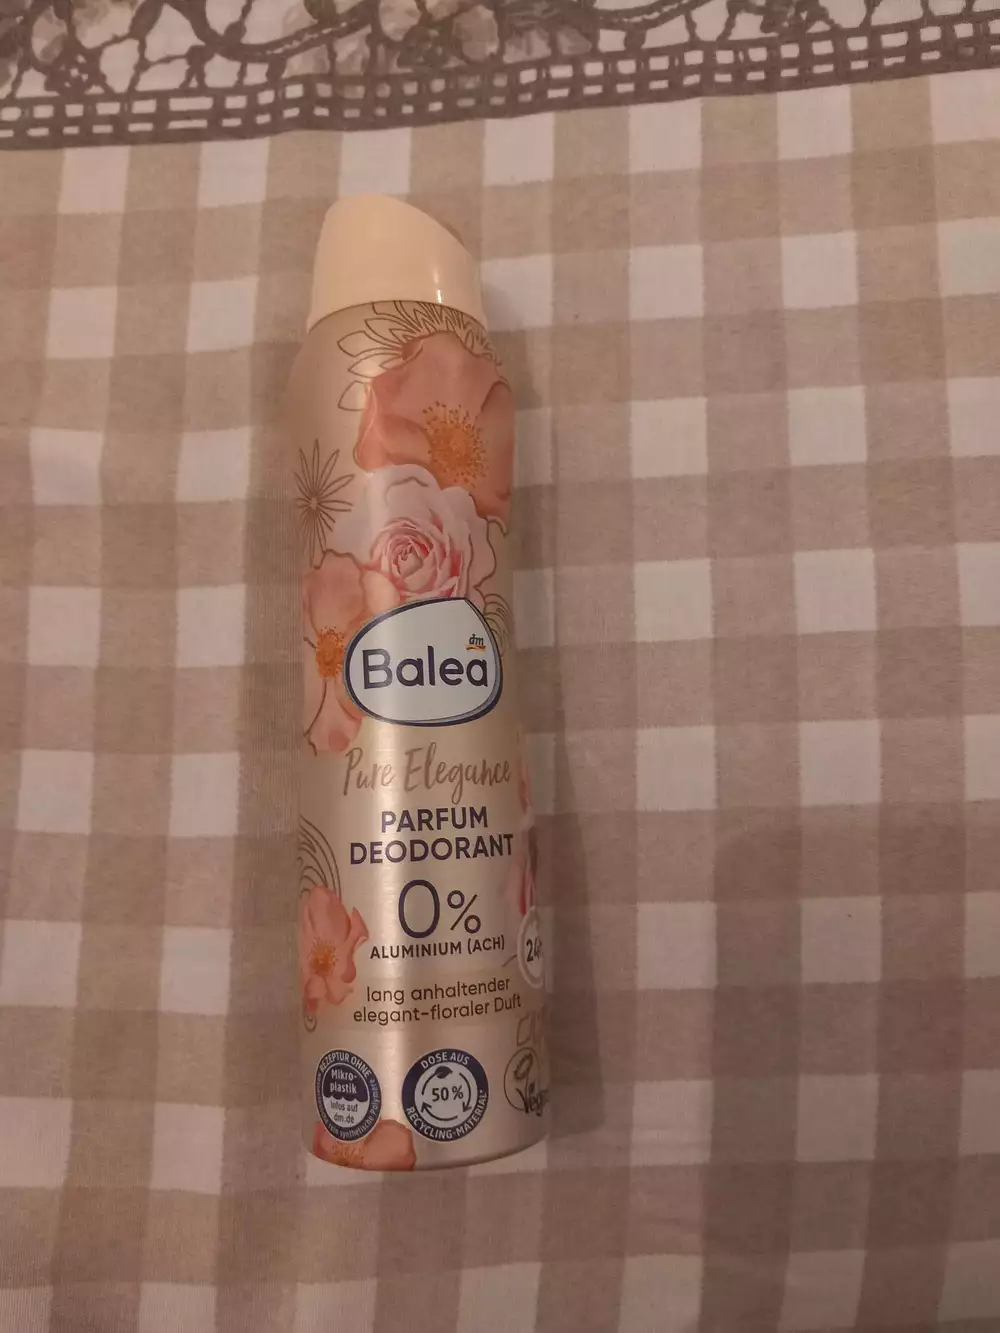 dm
Balea
Pure Elegance
PARFUM
DEODORANT
0%
ALUMINIUM (ACH)
lang anhaltender
elegant-floraler Duft
REZEPTUR OHNE
Mikro-
plastik
Infos auf
dm.de
DOSE AUS
50%
RECYCLING-MATERIAL*